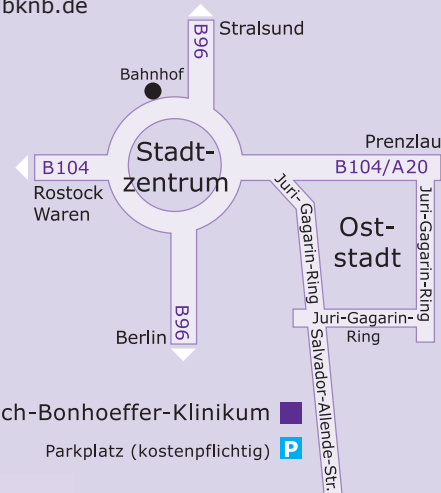 bknb.de
Stralsund
B96
Bahnhof
Stadt-
zentrum
B104
Rostock
Waren
Prenzlau
B104/A20
Juri-Gagarin-Ring
Ost-
stadt
Juri-Gagarin-Ring
Juri-Gagarin-
Ring
Berlin
B96
Salvador-Allende-Str.
ch-Bonhoeffer-Klinikum
Parkplatz (kostenpflichtig) P